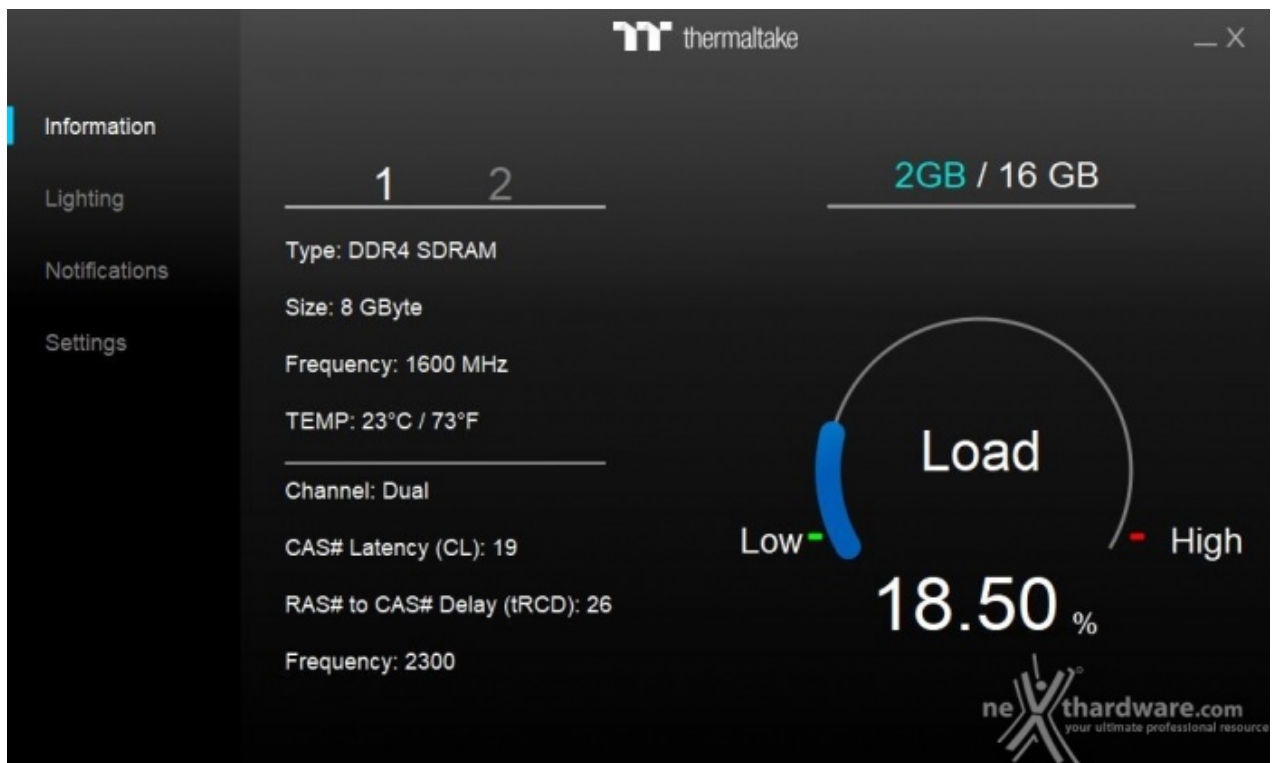 thermaltake
— X
Information
Lighting
Notifications
Settings
1 2
Type: DDR4 SDRAM
Size: 8 GByte
Frequency: 1600 MHz
TEMP: 23°C / 73°F
Channel: Dual
CAS# Latency (CL): 19
RAS# to CAS# Delay (tRCD): 26
Frequency: 2300
2GB / 16 GB
Load
Low High
18.50 %
neXthardware.com
your ultimate professional resource